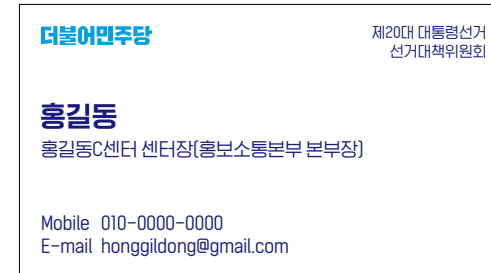 더불어민주당
제20대 대통령선거
선거대책위원회
홍길동
홍길동C센터 센터장(홍보소통본부 본부장)
Mobile 010-0000-0000
E-mail honggildong@gmail.com